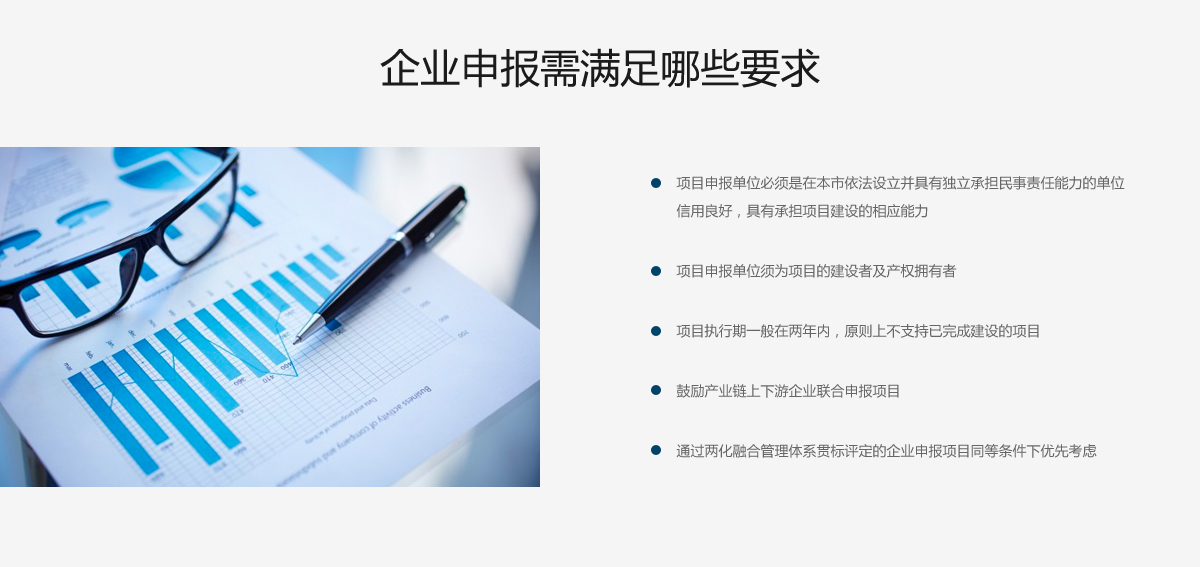 企业申报需满足哪些要求
项目申报单位必须是在本市依法设立并具有独立承担民事责任能力的单位
信用良好，具有承担项目建设的相应能力
项目申报单位须为项目的建设者及产权拥有者
项目执行期一般在两年内，原则上不支持已完成建设的项目
鼓励产业链上下游企业联合申报项目
通过两化融合管理体系贯标评定的企业申报项目同等条件下优先考虑
Business activity of company and subsidiaries